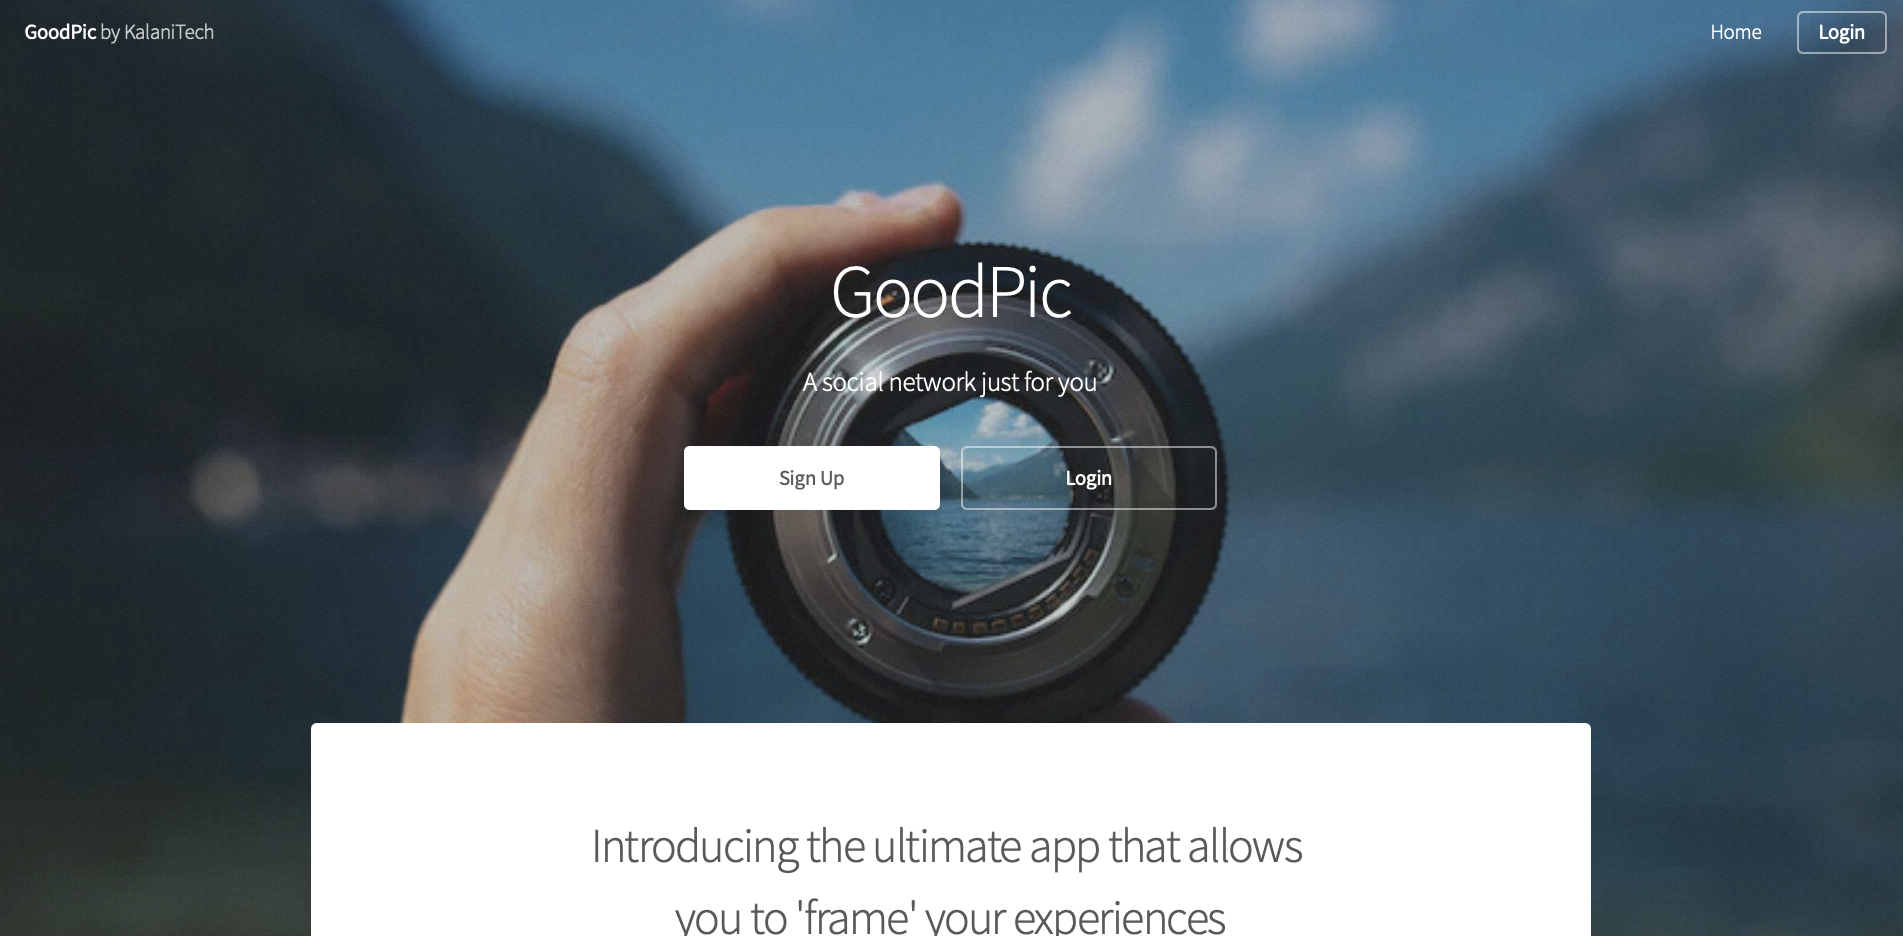 GoodPic by KalaniTech
Home
Login
GoodPic
A social network just for you
Sign Up
Login
Introducing the ultimate app that allows
you to 'frame' your experiences